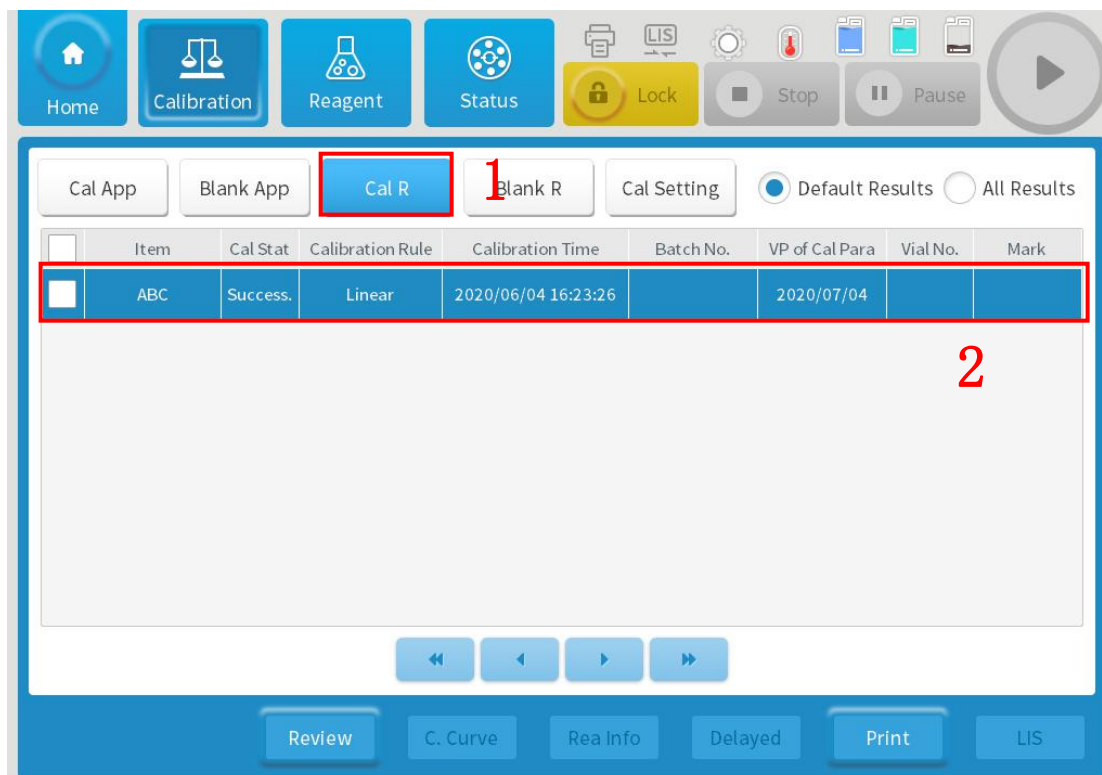 LIS
Home
Calibration
Reagent
Status
Lock
Stop
Pause
1
Cal App
Blank App
Cal R
Blank R
Cal Setting
Default Results
All Results
Item Cal Stat Calibration Rule Calibration Time Batch No. VP of Cal Para Vial No. Mark
ABC Success. Linear 2020/06/04 16:23:26 2020/07/04
2
Review
C. Curve
Rea Info
Delayed
Print
LIS